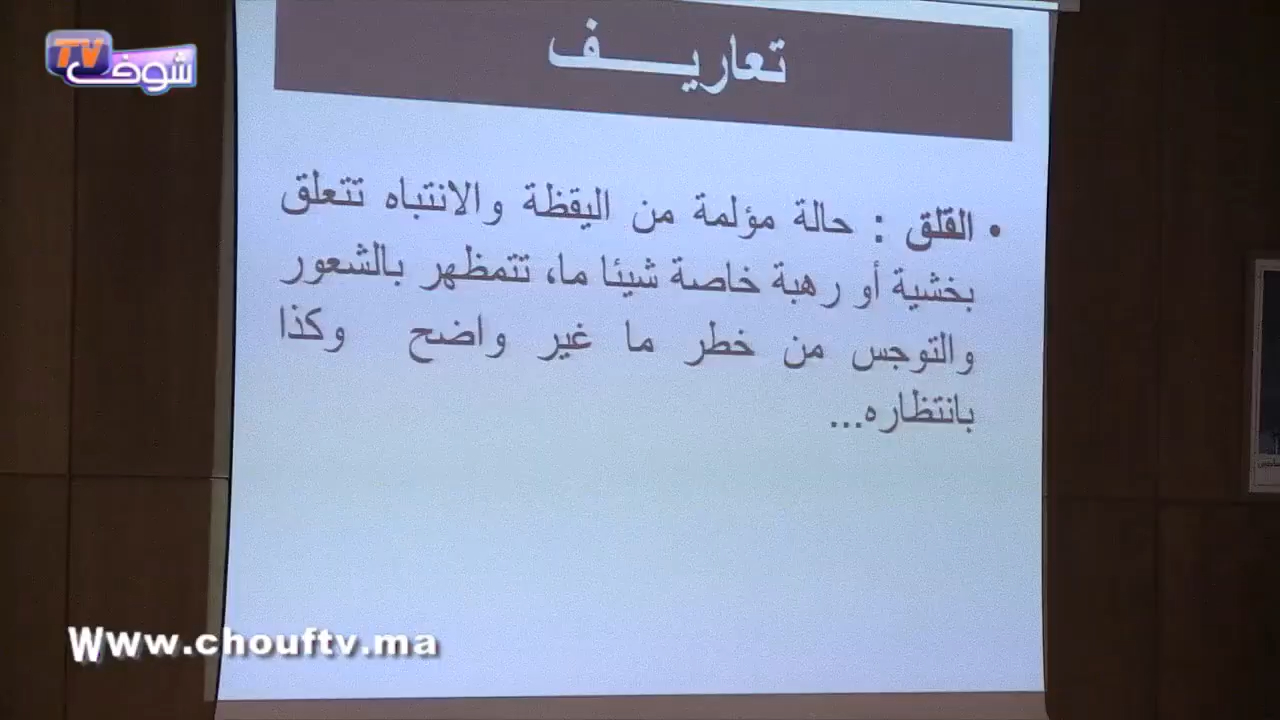 TV شوف
تعاريـــــف
• القلق : حالة مؤلمة من اليقظة والانتباه تتعلق
بخشية أو رهبة خاصة شيئا ما، تتمظهر بالشعور
والتوجس من خطر ما غير واضح وكذا
بانتظاره...
Www.chouftv.ma